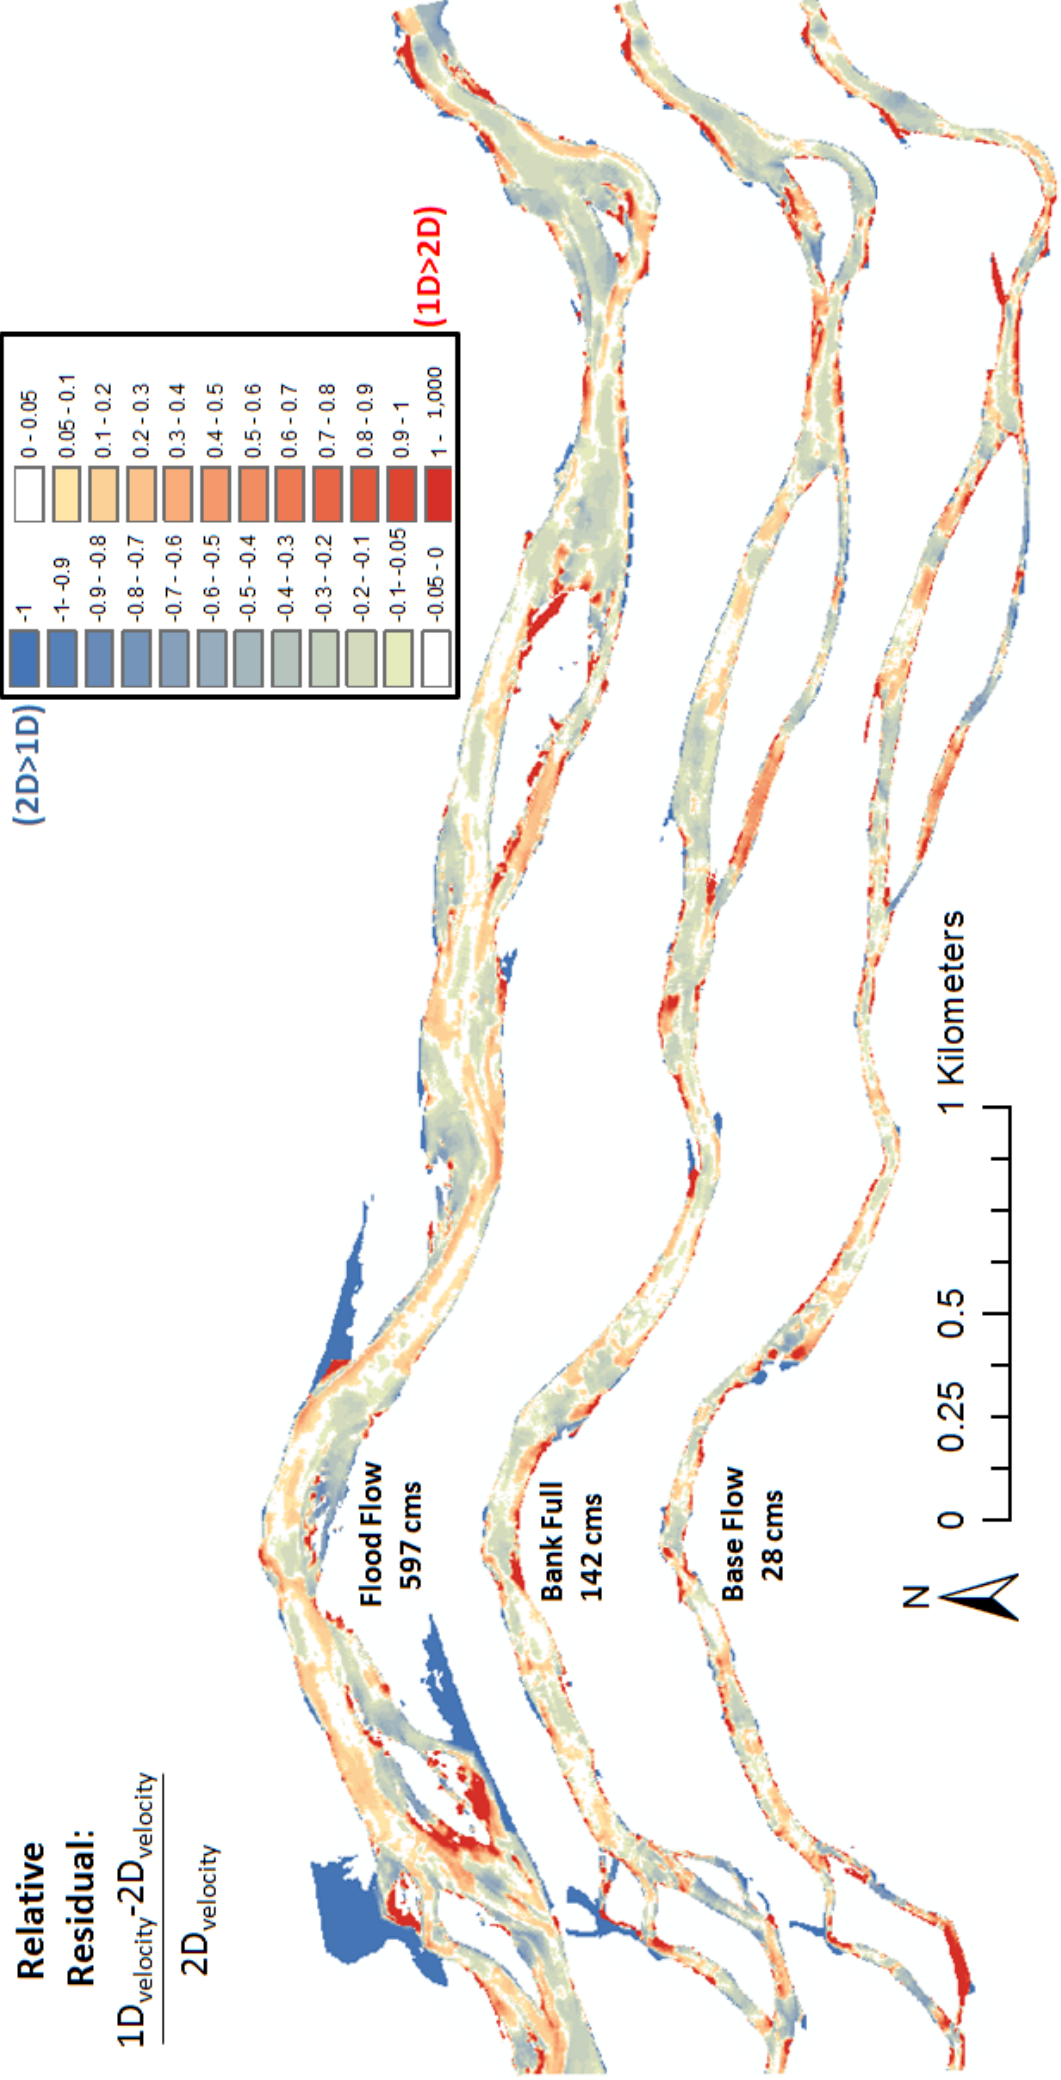 Relative
Residual:
1Dvelocity-2Dvelocity
2Dvelocity
(2D>1D)
-1
-1--0.9
-0.9 - -0.8
-0.8 - -0.7
-0.7 - -0.6
-0.6 - -0.5
-0.5 - -0.4
-0.4 - -0.3
-0.3 - -0.2
-0.2 - -0.1
-0.1--0.05
-0.05 - 0
0 - 0.05
0.05 - 0.1
0.1 - 0.2
0.2 - 0.3
0.3 - 0.4
0.4 - 0.5
0.5 - 0.6
0.6 - 0.7
0.7 - 0.8
0.8 - 0.9
0.9 - 1
1 - 1,000
(1D>2D)
Flood Flow
597 cms
Bank Full
142 cms
Base Flow
28 cms
N
0 0.25 0.5 1 Kilometers